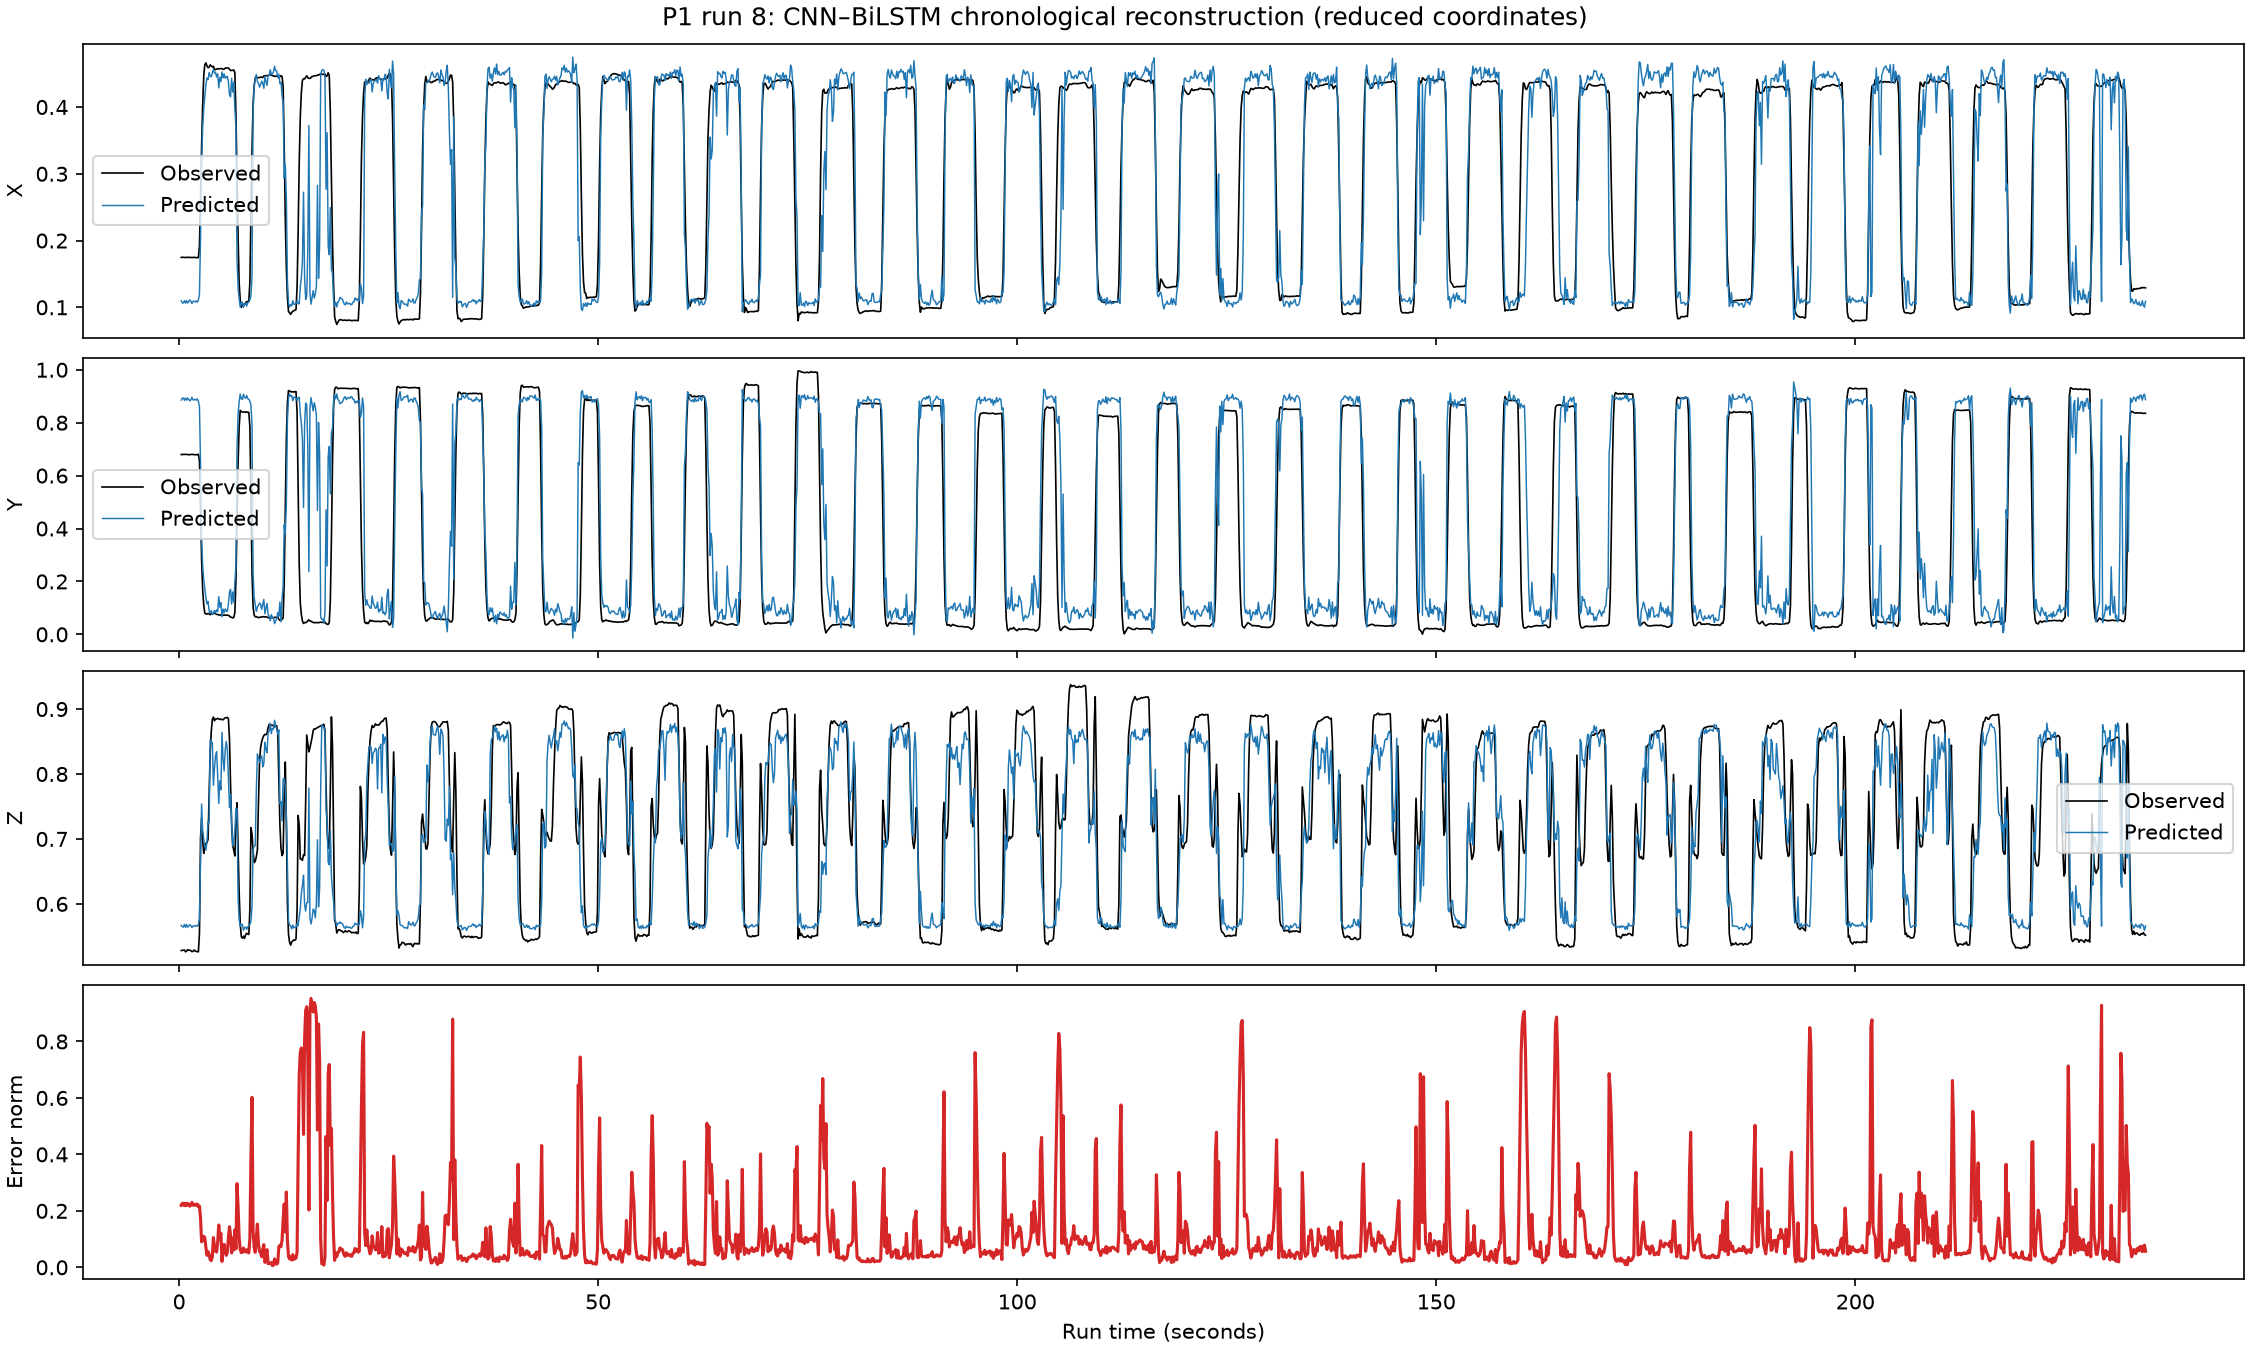 P1 run 8: CNN–BiLSTM chronological reconstruction (reduced coordinates)
X
0.4
0.3
0.2
0.1
Observed
Predicted
Y
1.0
0.8
0.6
0.4
0.2
0.0
Observed
Predicted
Z
0.9
0.8
0.7
0.6
Observed
Predicted
Error norm
0.8
0.6
0.4
0.2
0.0
0
50
100
150
200
Run time (seconds)